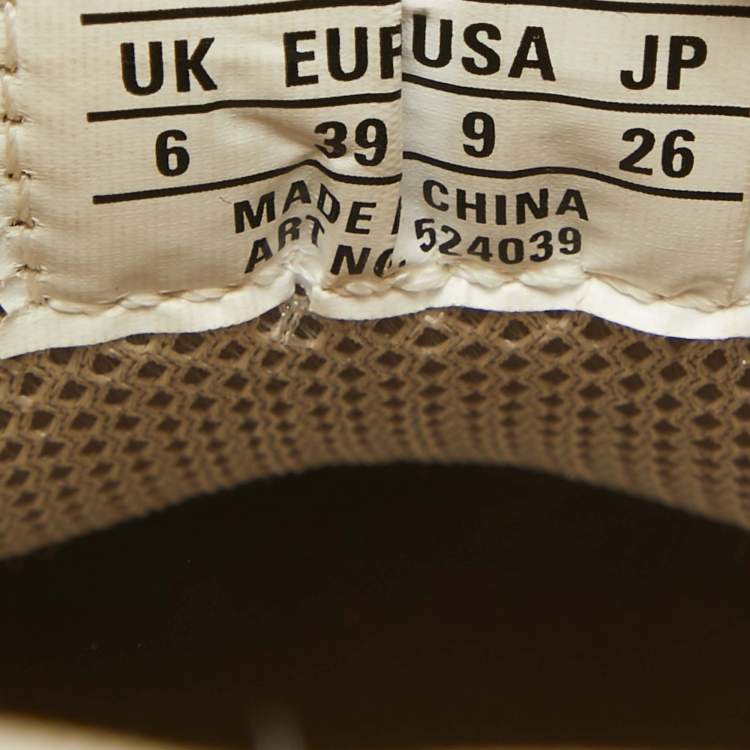 UK EUR USA JP
6 39 9 26
MADE CHINA
ART NO. 524039